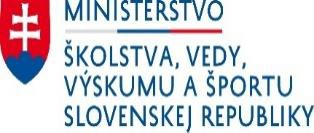 MINISTERSTVO
ŠKOLSTVA, VEDY,
VÝSKUMU A ŠPORTU
SLOVENSKEJ REPUBLIKY